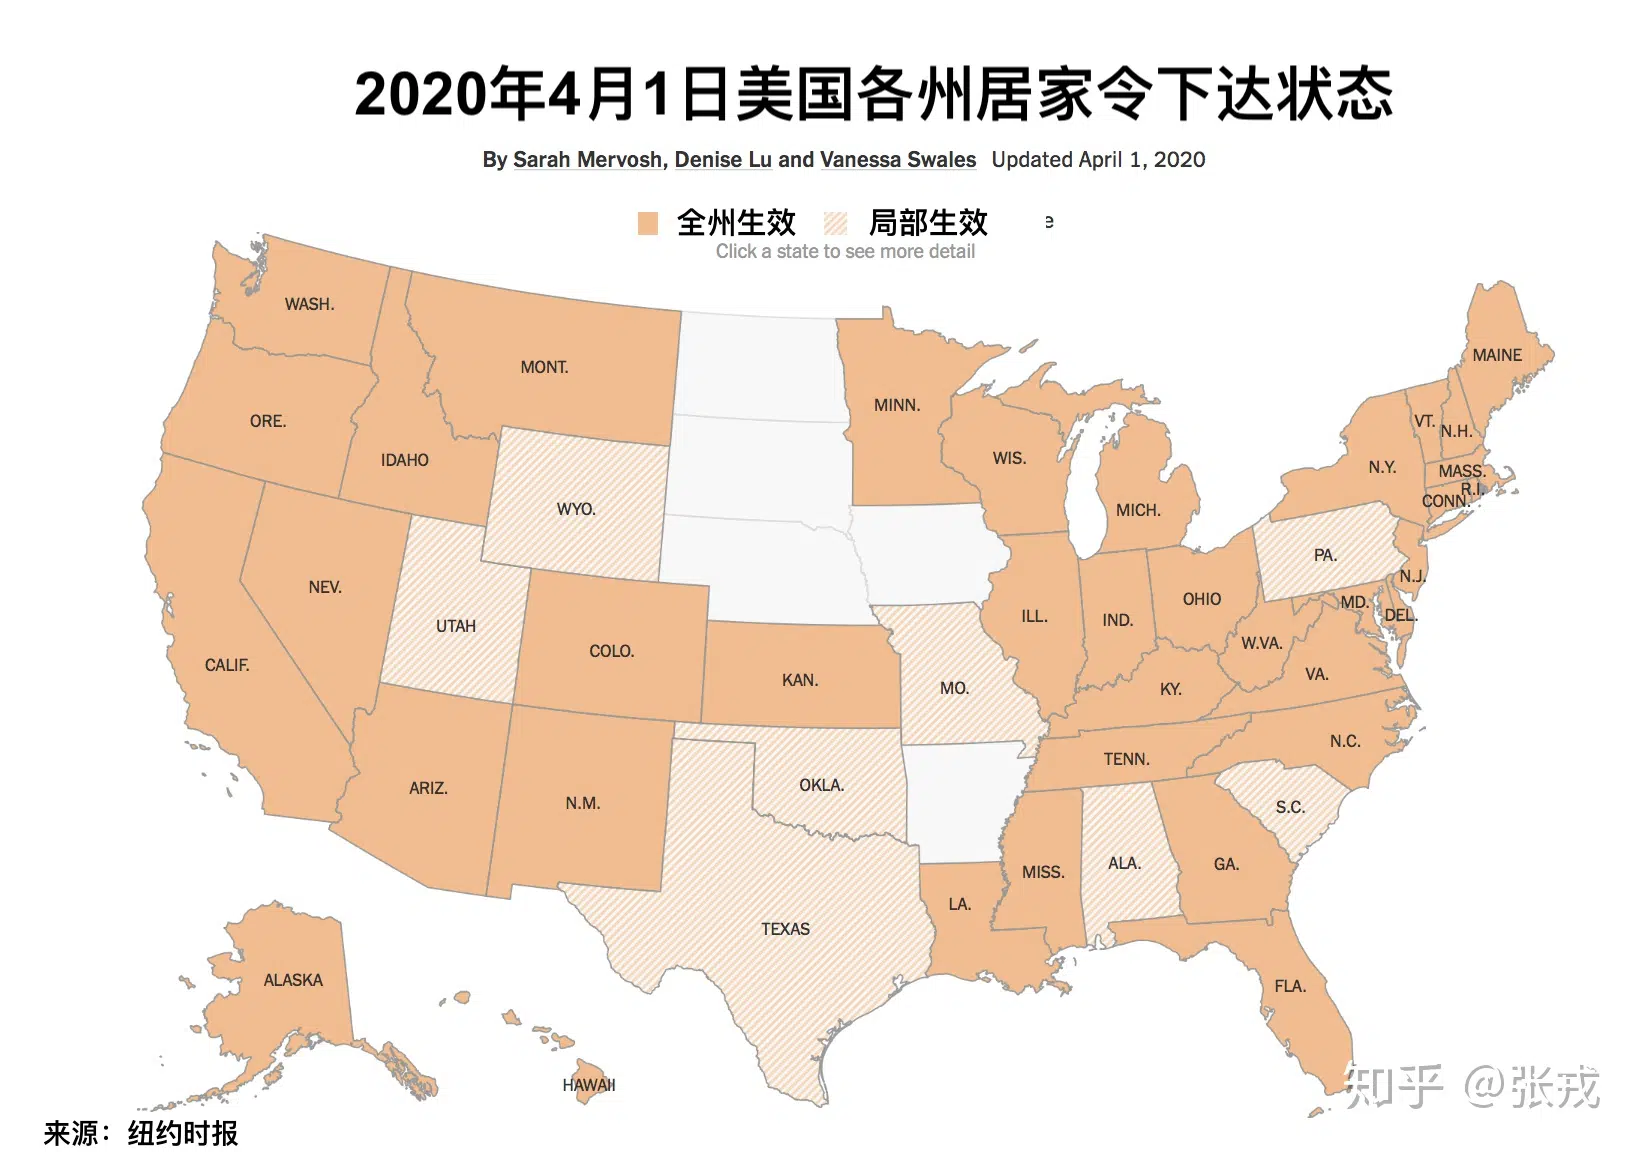 2020年4月1日美国各州居家令下达状态
By Sarah Mervosh, Denise Lu and Vanessa Swales Updated April 1, 2020
全州生效 局部生效 e
Click a state to see more detail
WASH.
MONT.
MAINE
ORE.
MINN.
VT.
N.H.
IDAHO
WIS.
N.Y.
MASS.
R.I.
CONN.
WYO.
MICH.
PA.
N.J.
NEV.
OHIO
MD.
DEL.
UTAH
ILL.
IND.
W.VA.
COLO.
CALIF.
KAN.
MO.
KY.
VA.
N.C.
TENN.
ARIZ.
OKLA.
N.M.
S.C.
MISS.
ALA.
GA.
LA.
TEXAS
ALASKA
FLA.
HAWAII
知乎 @张戎
来源：纽约时报